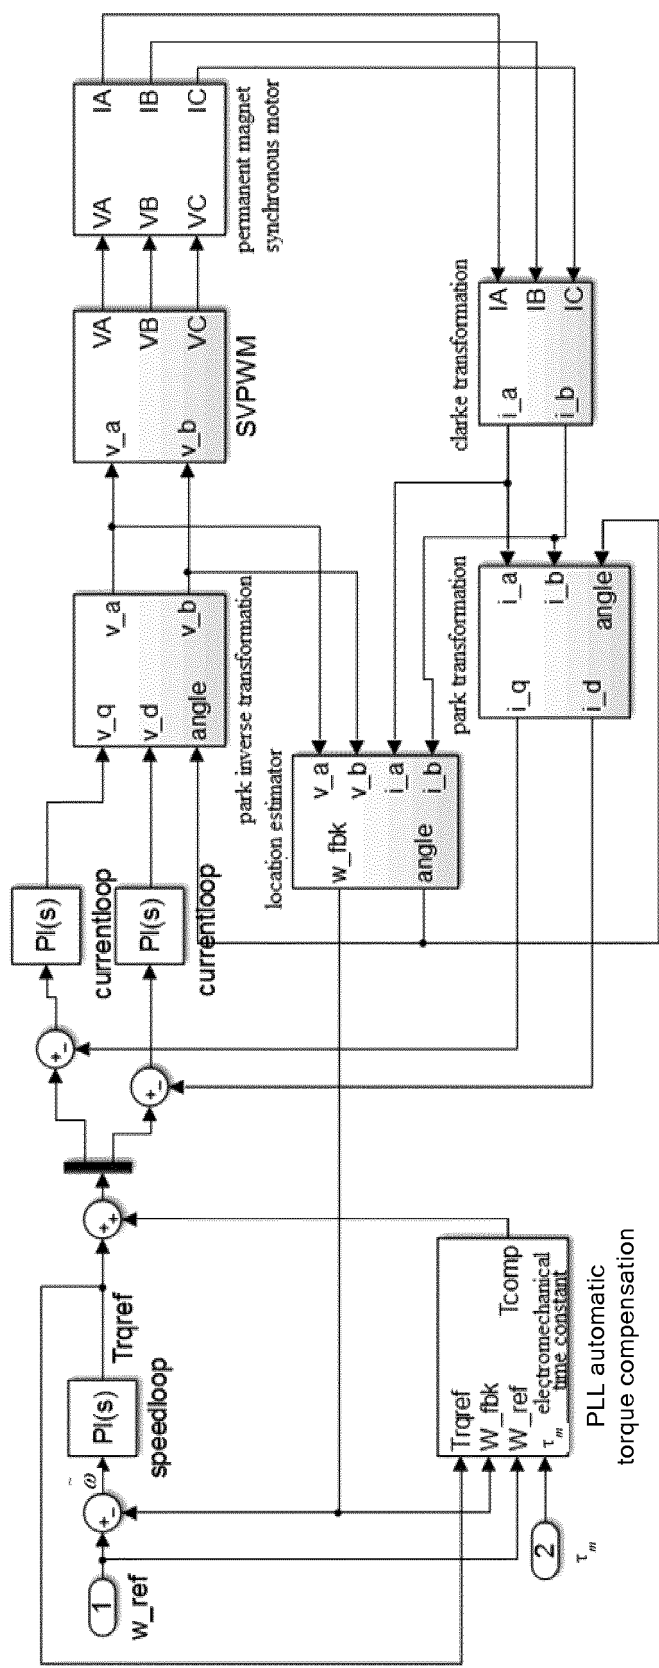 1
w_ref
+-
ω̃
PI(s)
speedloop
Trqref
++
+-
+-
PI(s)
currentloop
PI(s)
currentloop
v_q
v_d
angle
v_a
v_b
park inverse transformation
v_a
v_b
VA
VB
VC
SVPWM
VA
VB
VC
IA
IB
IC
permanent magnet
synchronous motor
location estimator
w_fbk
angle
v_a
v_b
i_a
i_b
clarke transformation
i_a
i_b
IA
IB
IC
park transformation
i_q
i_d
i_a
i_b
angle
Trqref
W_fbk
W_ref
τm electromechanical
time constant
Tcomp
PLL automatic
torque compensation
2
τm